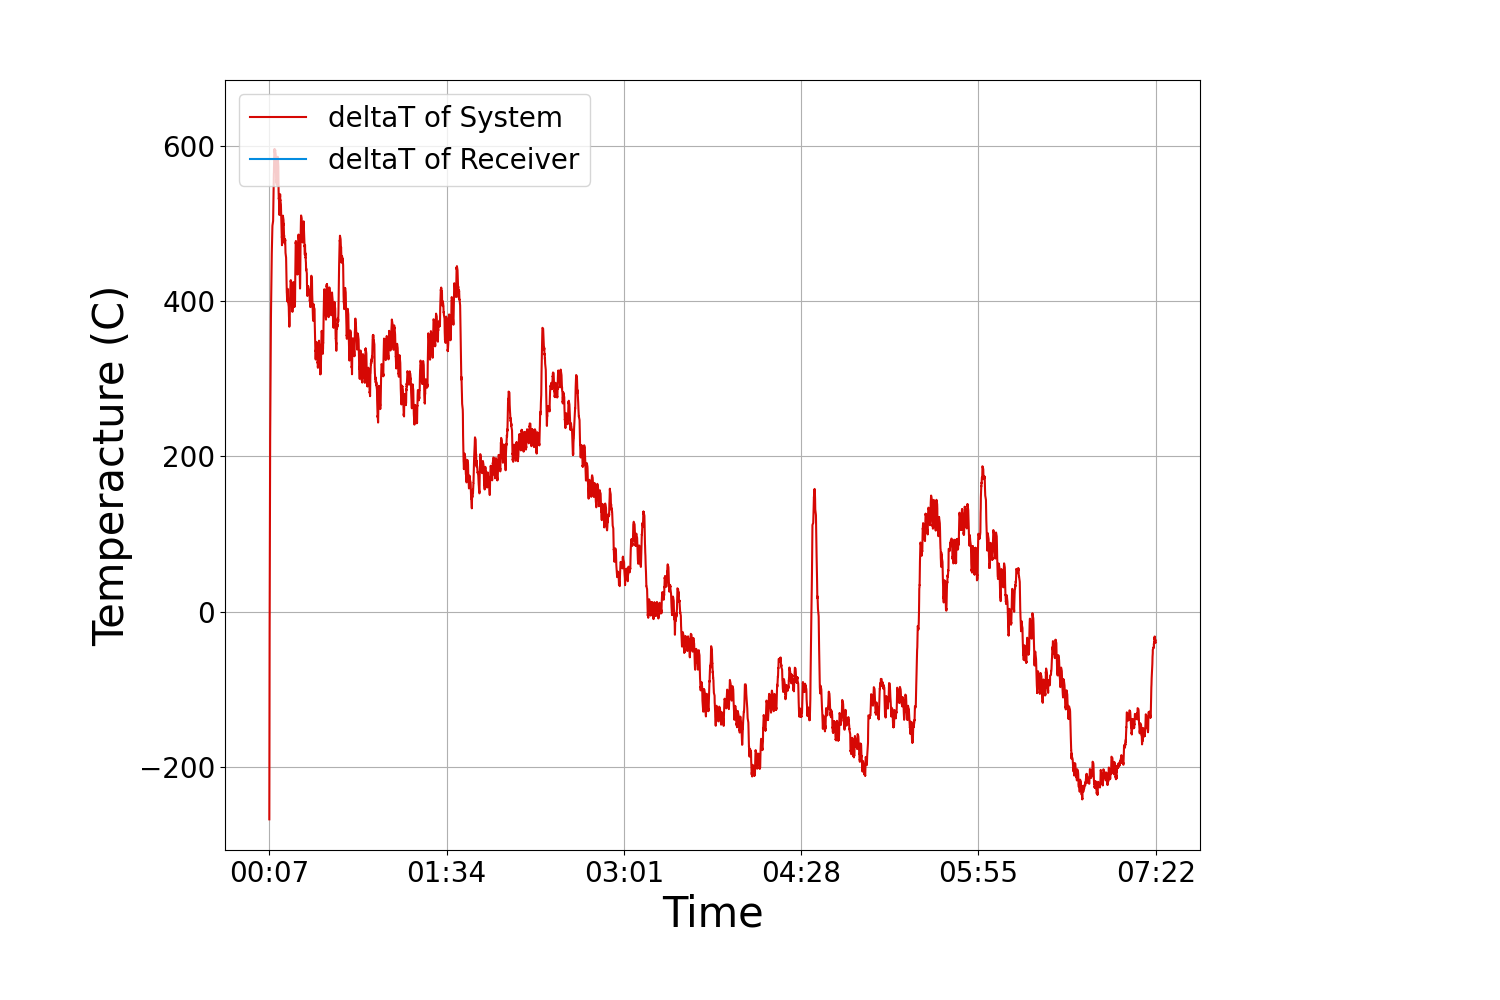 deltaT of System
deltaT of Receiver
600
400
200
0
−200
Temperacture (C)
00:07 01:34 03:01 04:28 05:55 07:22
Time